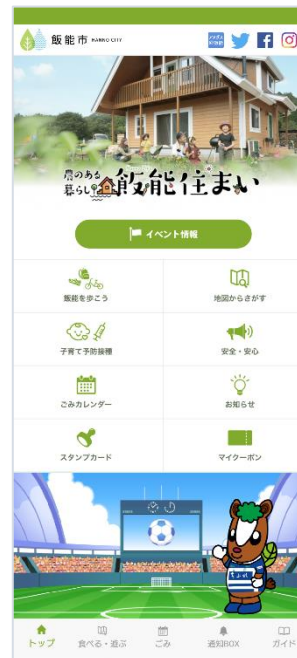 飯能市 HANNO CITY
農のある
暮らし
飯能住まい
イベント情報
飯能を歩こう
地図からさがす
子育て予防接種
安全・安心
ごみカレンダー
お知らせ
スタンプカード
マイクーポン
トップ
食べる・遊ぶ
ごみ
通知BOX
ガイド